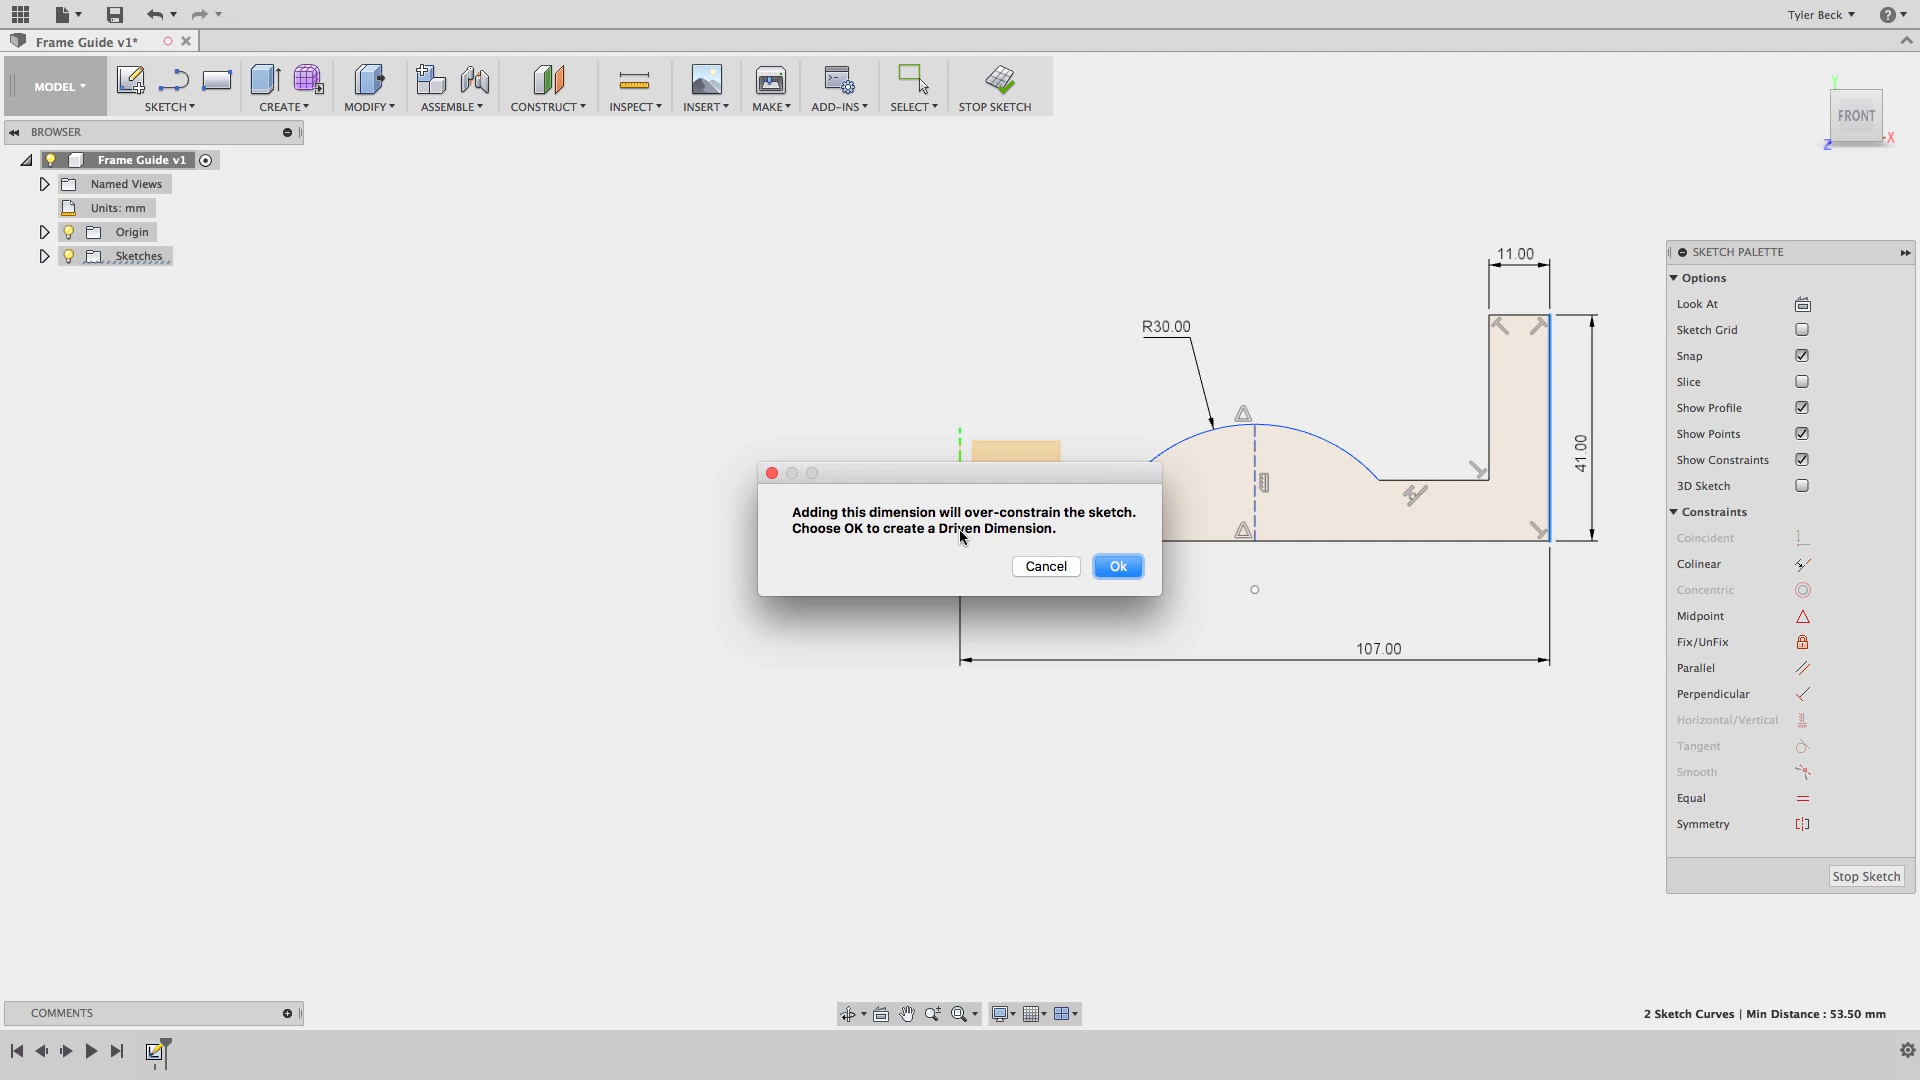 Tyler Beck
Frame Guide v1*
MODEL
SKETCH
CREATE
MODIFY
ASSEMBLE
CONSTRUCT
INSPECT
INSERT
MAKE
ADD-INS
SELECT
STOP SKETCH
FRONT
Y
X
Z
BROWSER
Frame Guide v1
Named Views
Units: mm
Origin
Sketches
11.00
R30.00
41.00
107.00
Adding this dimension will over-constrain the sketch.
Choose OK to create a Driven Dimension.
Cancel
Ok
SKETCH PALETTE
Options
Look At
Sketch Grid
Snap
Slice
Show Profile
Show Points
Show Constraints
3D Sketch
Constraints
Coincident
Colinear
Concentric
Midpoint
Fix/UnFix
Parallel
Perpendicular
Horizontal/Vertical
Tangent
Smooth
Equal
Symmetry
Stop Sketch
COMMENTS
2 Sketch Curves | Min Distance : 53.50 mm